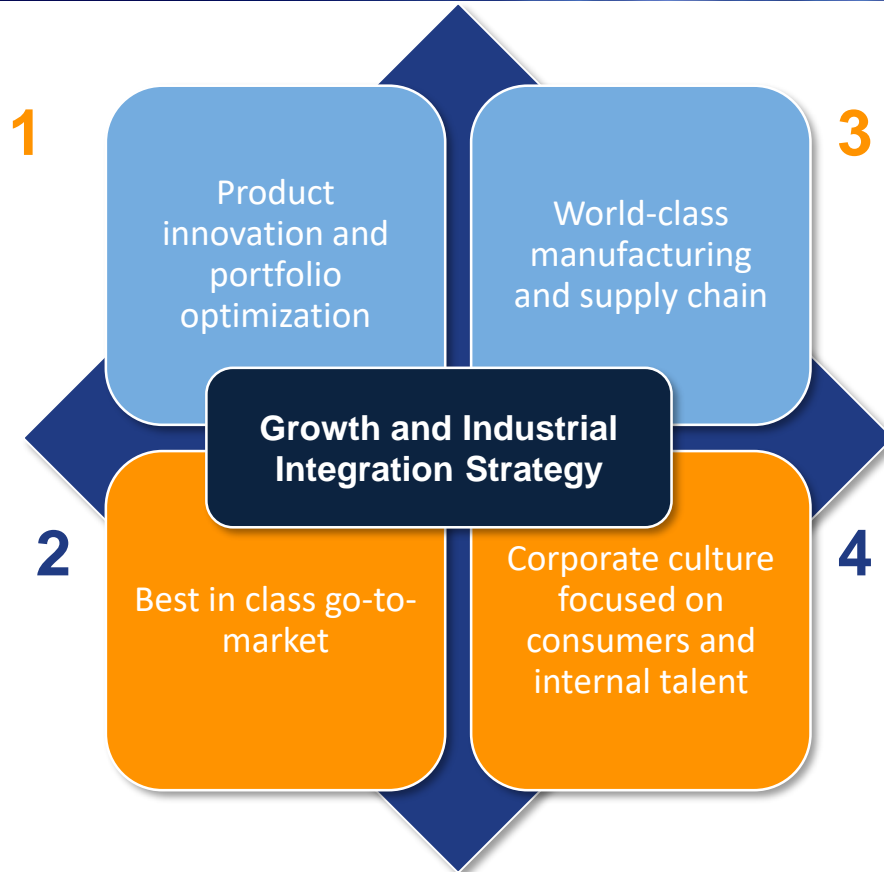 1
Product
innovation and
portfolio
optimization
3
World-class
manufacturing
and supply chain
Growth and Industrial
Integration Strategy
2
Best in class go-to-
market
4
Corporate culture
focused on
consumers and
internal talent